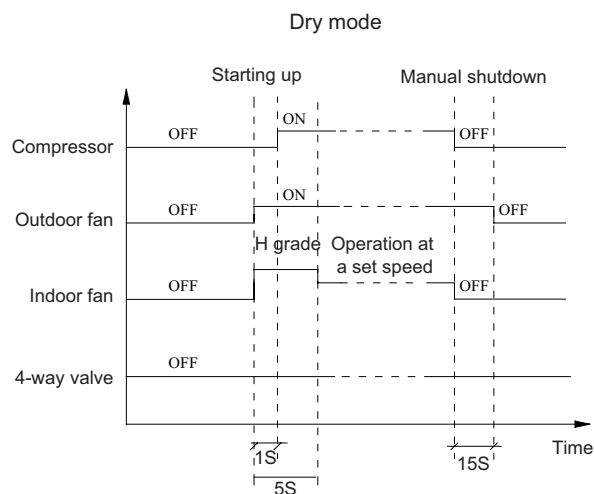 Dry mode
Starting up
Manual shutdown
ON
Compressor
OFF
OFF
Outdoor fan
OFF
ON
OFF
H grade
Operation at
a set speed
Indoor fan
OFF
OFF
4-way valve
OFF
Time
1S
15S
5S